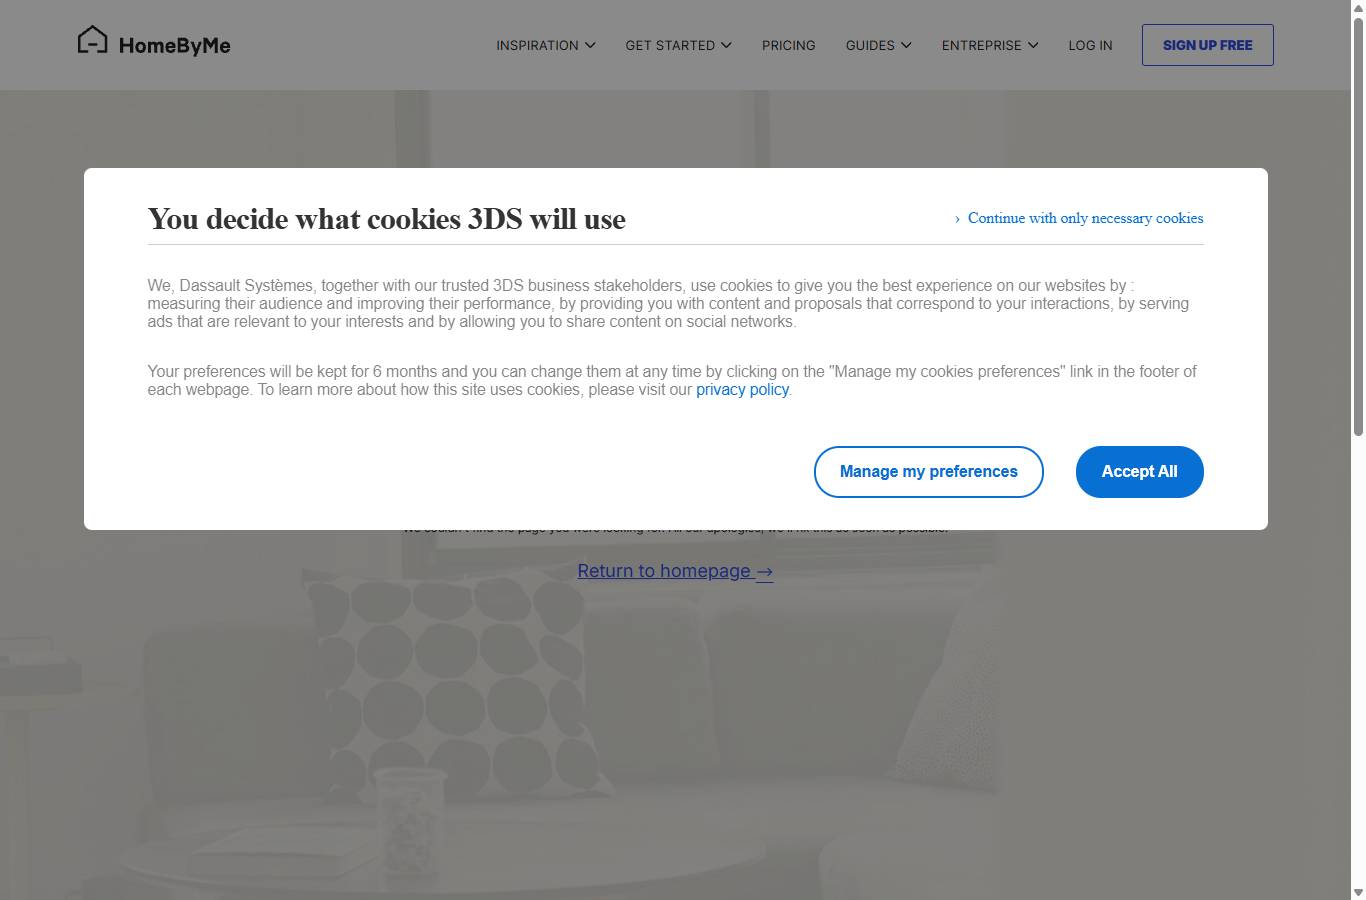 HomeByMe
INSPIRATION
GET STARTED
PRICING
GUIDES
ENTREPRISE
LOG IN
SIGN UP FREE
You decide what cookies 3DS will use
› Continue with only necessary cookies
We, Dassault Systèmes, together with our trusted 3DS business stakeholders, use cookies to give you the best experience on our websites by :
measuring their audience and improving their performance, by providing you with content and proposals that correspond to your interactions, by serving
ads that are relevant to your interests and by allowing you to share content on social networks.
Your preferences will be kept for 6 months and you can change them at any time by clicking on the "Manage my cookies preferences" link in the footer of
each webpage. To learn more about how this site uses cookies, please visit our privacy policy.
Manage my preferences
Accept All
Return to homepage →